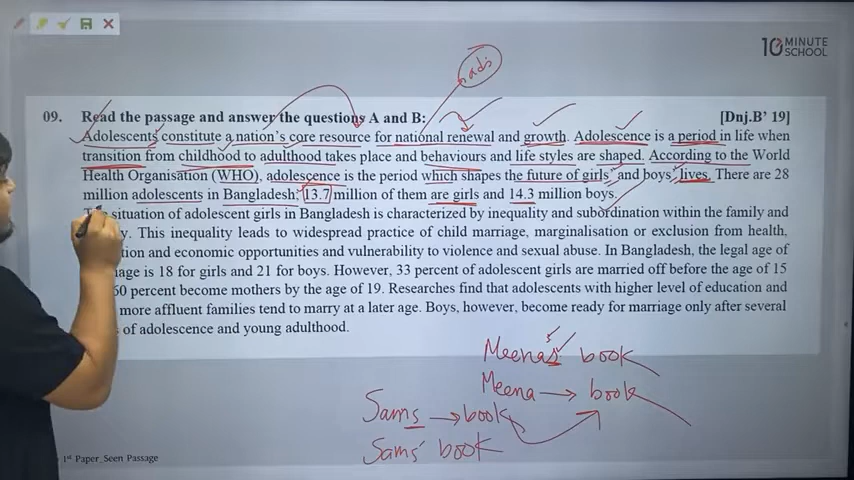 10 MINUTE SCHOOL
adj
09. Read the passage and answer the questions A and B: [Dnj.B' 19]
Adolescents constitute a nation's core resource for national renewal and growth. Adolescence is a period in life when
transition from childhood to adulthood takes place and behaviours and life styles are shaped. According to the World
Health Organisation (WHO), adolescence is the period which shapes the future of girls' and boys' lives. There are 28
million adolescents in Bangladesh; 13.7 million of them are girls and 14.3 million boys.
situation of adolescent girls in Bangladesh is characterized by inequality and subordination within the family and
This inequality leads to widespread practice of child marriage, marginalisation or exclusion from health,
and economic opportunities and vulnerability to violence and sexual abuse. In Bangladesh, the legal age of
is 18 for girls and 21 for boys. However, 33 percent of adolescent girls are married off before the age of 15
percent become mothers by the age of 19. Researches find that adolescents with higher level of education and
more affluent families tend to marry at a later age. Boys, however, become ready for marriage only after several
of adolescence and young adulthood.
Meena's book
Meena → book
Sams → book
Sams' book
1st Paper_Seen Passage